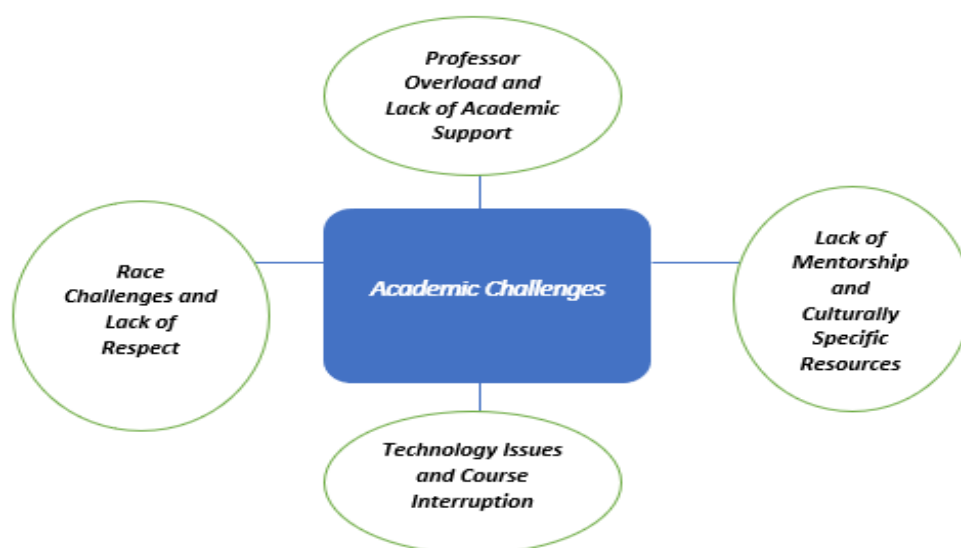 Professor
Overload and
Lack of Academic
Support
Race
Challenges and
Lack of
Respect
Academic Challenges
Lack of
Mentorship
and
Culturally
Specific
Resources
Technology Issues
and Course
Interruption